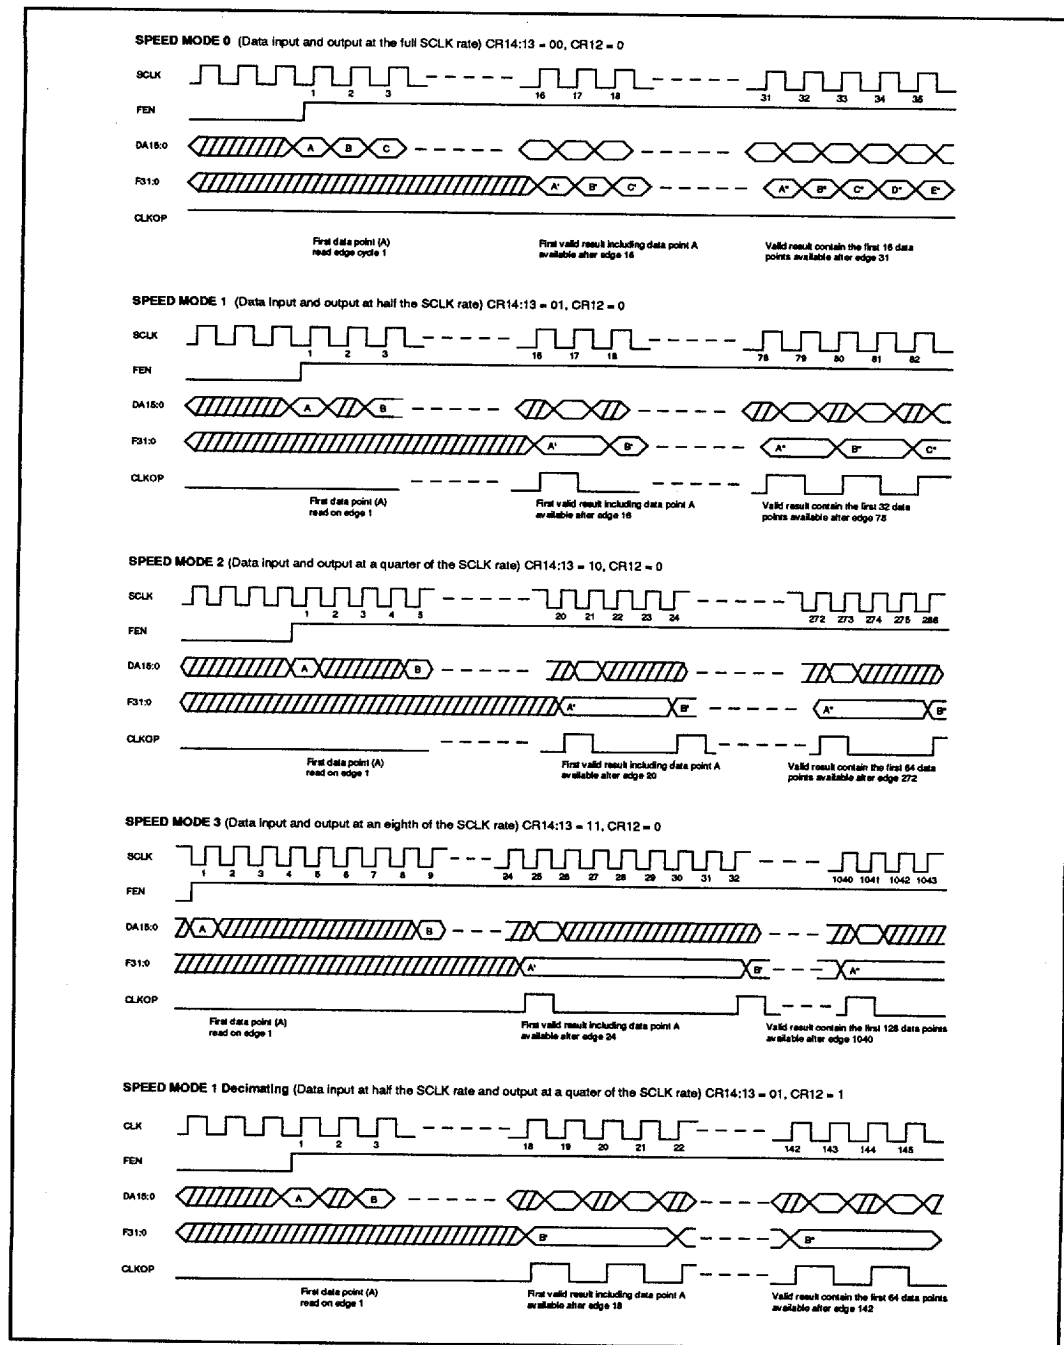 SPEED MODE 0 (Data input and output at the full SCLK rate) CR14:13 = 00, CR12 = 0
SCLK
1 2 3 16 17 18 31 32 33 34 35
FEN
DA15:0
A B C
F31:0
A' B' C' A" B" C" D" E"
CLKOP
First data point (A)
read edge cycle 1
First valid result including data point A
available after edge 16
Valid result contain the first 16 data
points available after edge 31
SPEED MODE 1 (Data Input and output at half the SCLK rate) CR14:13 = 01, CR12 = 0
SCLK
1 2 3 16 17 18 78 79 80 81 82
FEN
DA15:0
A B
F31:0
A' B' A" B" C"
CLKOP
First data point (A)
read on edge 1
First valid result including data point A
available after edge 16
Valid result contain the first 32 data
points available after edge 78
SPEED MODE 2 (Data input and output at a quarter of the SCLK rate) CR14:13 = 10, CR12 = 0
SCLK
1 2 3 4 5 20 21 22 23 24 272 273 274 275 286
FEN
DA15:0
A B
F31:0
A' B' A" B"
CLKOP
First data point (A)
read on edge 1
First valid result including data point A
available after edge 20
Valid result contain the first 64 data
points available after edge 272
SPEED MODE 3 (Data input and output at an eighth of the SCLK rate) CR14:13 = 11, CR12 = 0
SCLK
1 2 3 4 5 6 7 8 9 24 25 26 27 28 29 30 31 32 1040 1041 1042 1043
FEN
DA15:0
A B
F31:0
A' B' A"
CLKOP
First data point (A)
read on edge 1
First valid result including data point A
available after edge 24
Valid result contain the first 128 data points
available after edge 1040
SPEED MODE 1 Decimating (Data input at half the SCLK rate and output at a quater of the SCLK rate) CR14:13 = 01, CR12 = 1
CLK
1 2 3 18 19 20 21 22 142 143 144 145
FEN
DA15:0
A B
F31:0
B' B"
CLKOP
First data point (A)
read on edge 1
First valid result including data point A
available after edge 18
Valid result contain the first 64 data points
available after edge 142